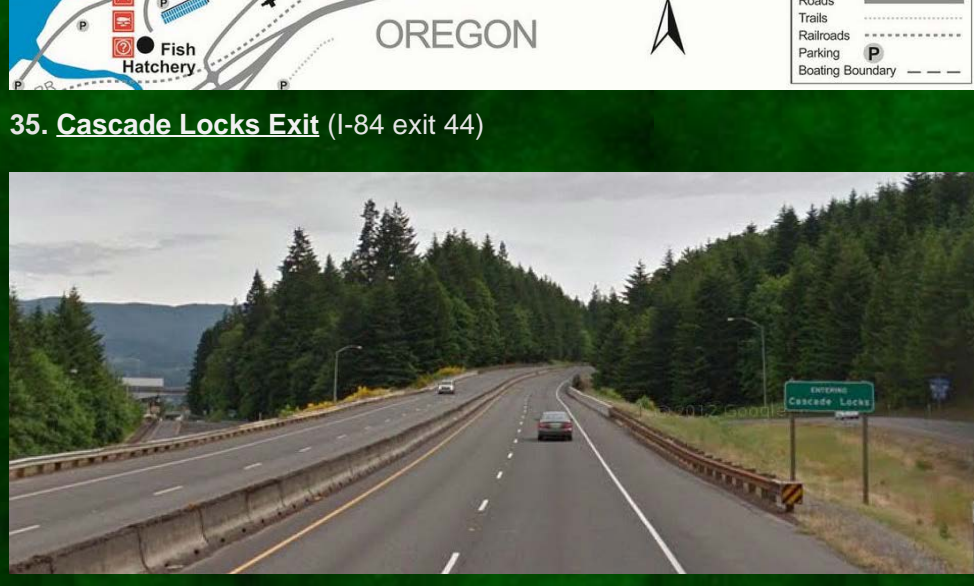 P
P
Fish
Hatchery
P
RR
P
OREGON
Roads
Trails
Railroads
Parking P
Boating Boundary
35. Cascade Locks Exit (I-84 exit 44)
ENTERING
Cascade Locks
© 2012 Google